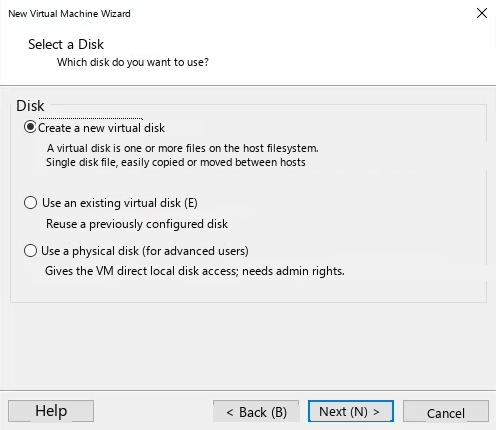 New Virtual Machine Wizard
Select a Disk
Which disk do you want to use?
Disk
Create a new virtual disk
A virtual disk is one or more files on the host filesystem.
Single disk file, easily copied or moved between hosts
Use an existing virtual disk (E)
Reuse a previously configured disk
Use a physical disk (for advanced users)
Gives the VM direct local disk access; needs admin rights.
Help
< Back (B)
Next (N) >
Cancel